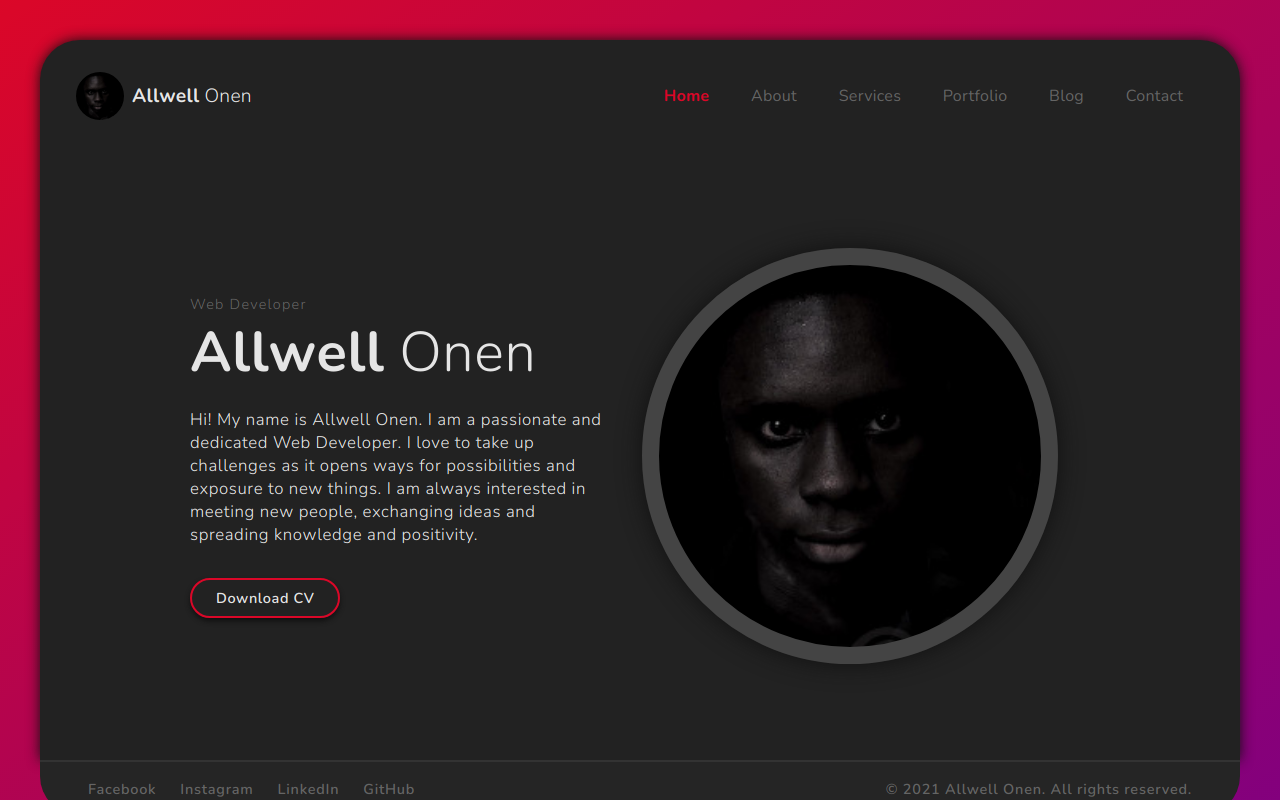 Allwell Onen
Home About Services Portfolio Blog Contact
Web Developer
Allwell Onen
Hi! My name is Allwell Onen. I am a passionate and
dedicated Web Developer. I love to take up
challenges as it opens ways for possibilities and
exposure to new things. I am always interested in
meeting new people, exchanging ideas and
spreading knowledge and positivity.
Download CV
Facebook Instagram LinkedIn GitHub
© 2021 Allwell Onen. All rights reserved.